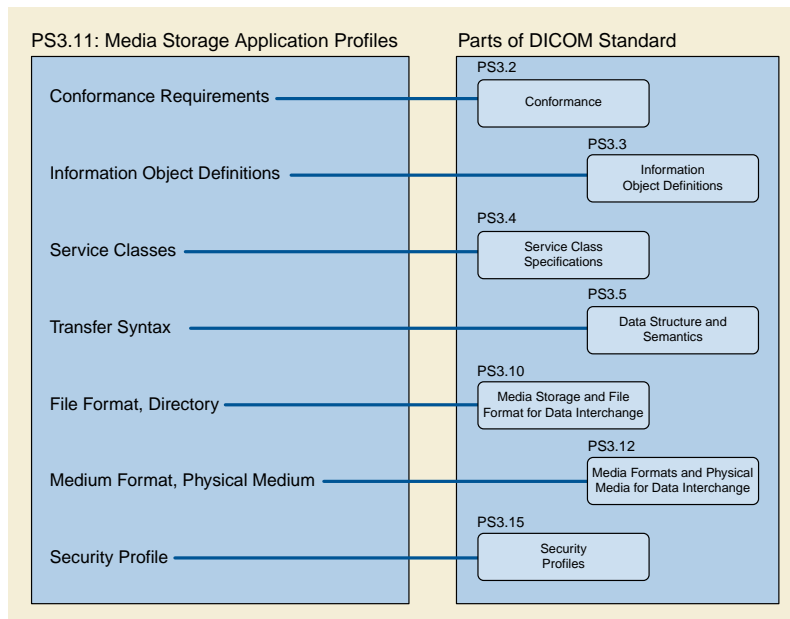 PS3.11: Media Storage Application Profiles
Parts of DICOM Standard
PS3.2
Conformance Requirements
Conformance
PS3.3
Information Object Definitions
Information
Object Definitions
PS3.4
Service Classes
Service Class
Specifications
PS3.5
Transfer Syntax
Data Structure and
Semantics
PS3.10
File Format, Directory
Media Storage and File
Format for Data Interchange
PS3.12
Medium Format, Physical Medium
Media Formats and Physical
Media for Data Interchange
PS3.15
Security Profile
Security
Profiles